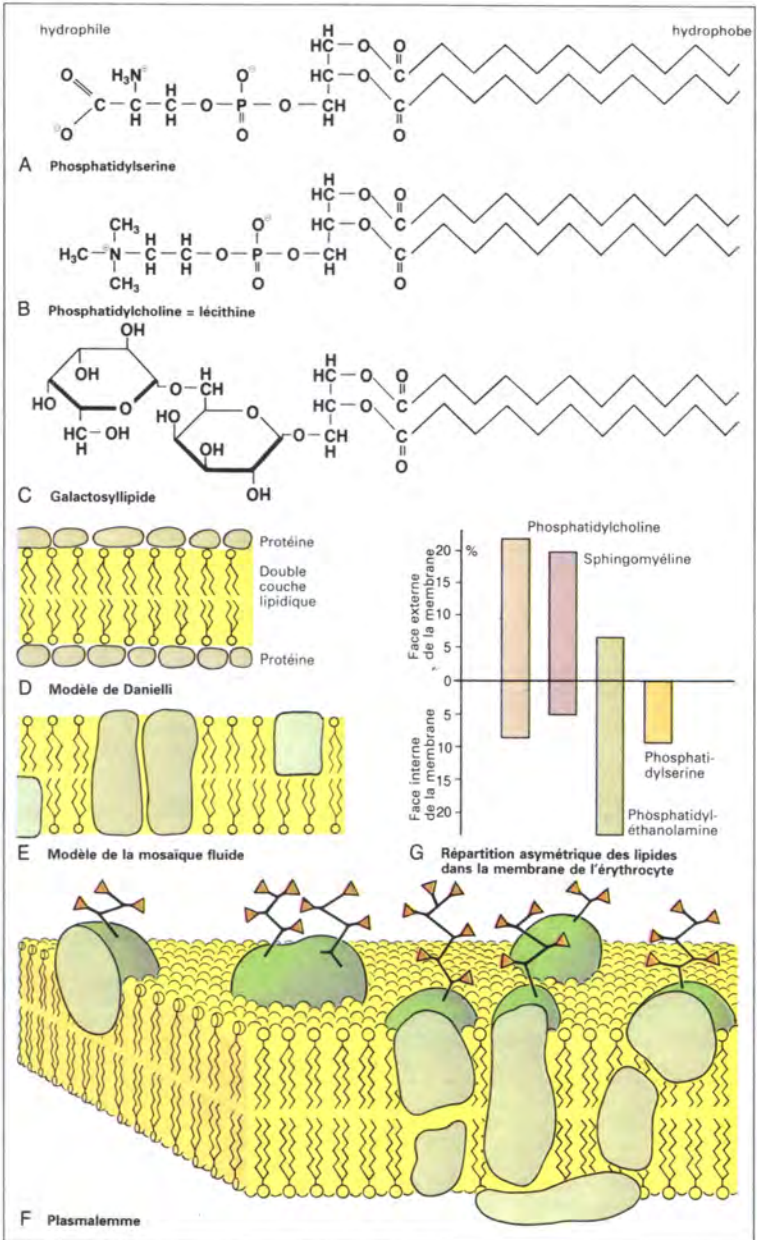 hydrophile
hydrophobe
A Phosphatidylserine
B Phosphatidylcholine = lécithine
C Galactosyllipide
Protéine
Double
couche
lipidique
Protéine
D Modèle de Danielli
E Modèle de la mosaïque fluide
Face externe
de la membrane
Face interne
de la membrane
%
20
15
10
5
0
5
10
15
20
Phosphatidylcholine
Sphingomyéline
Phosphati-
dylserine
Phosphatidyl-
éthanolamine
G Répartition asymétrique des lipides
dans la membrane de l'érythrocyte
F Plasmalemme